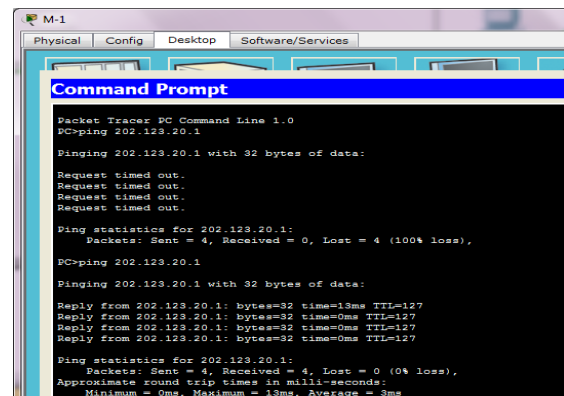 M-1
Physical Config Desktop Software/Services
Command Prompt
Packet Tracer PC Command Line 1.0
PC>ping 202.123.20.1
Pinging 202.123.20.1 with 32 bytes of data:
Request timed out.
Request timed out.
Request timed out.
Request timed out.
Ping statistics for 202.123.20.1:
Packets: Sent = 4, Received = 0, Lost = 4 (100% loss),
PC>ping 202.123.20.1
Pinging 202.123.20.1 with 32 bytes of data:
Reply from 202.123.20.1: bytes=32 time=13ms TTL=127
Reply from 202.123.20.1: bytes=32 time=0ms TTL=127
Reply from 202.123.20.1: bytes=32 time=0ms TTL=127
Reply from 202.123.20.1: bytes=32 time=0ms TTL=127
Ping statistics for 202.123.20.1:
Packets: Sent = 4, Received = 4, Lost = 0 (0% loss),
Approximate round trip times in milli-seconds:
Minimum = 0ms, Maximum = 13ms, Average = 3ms